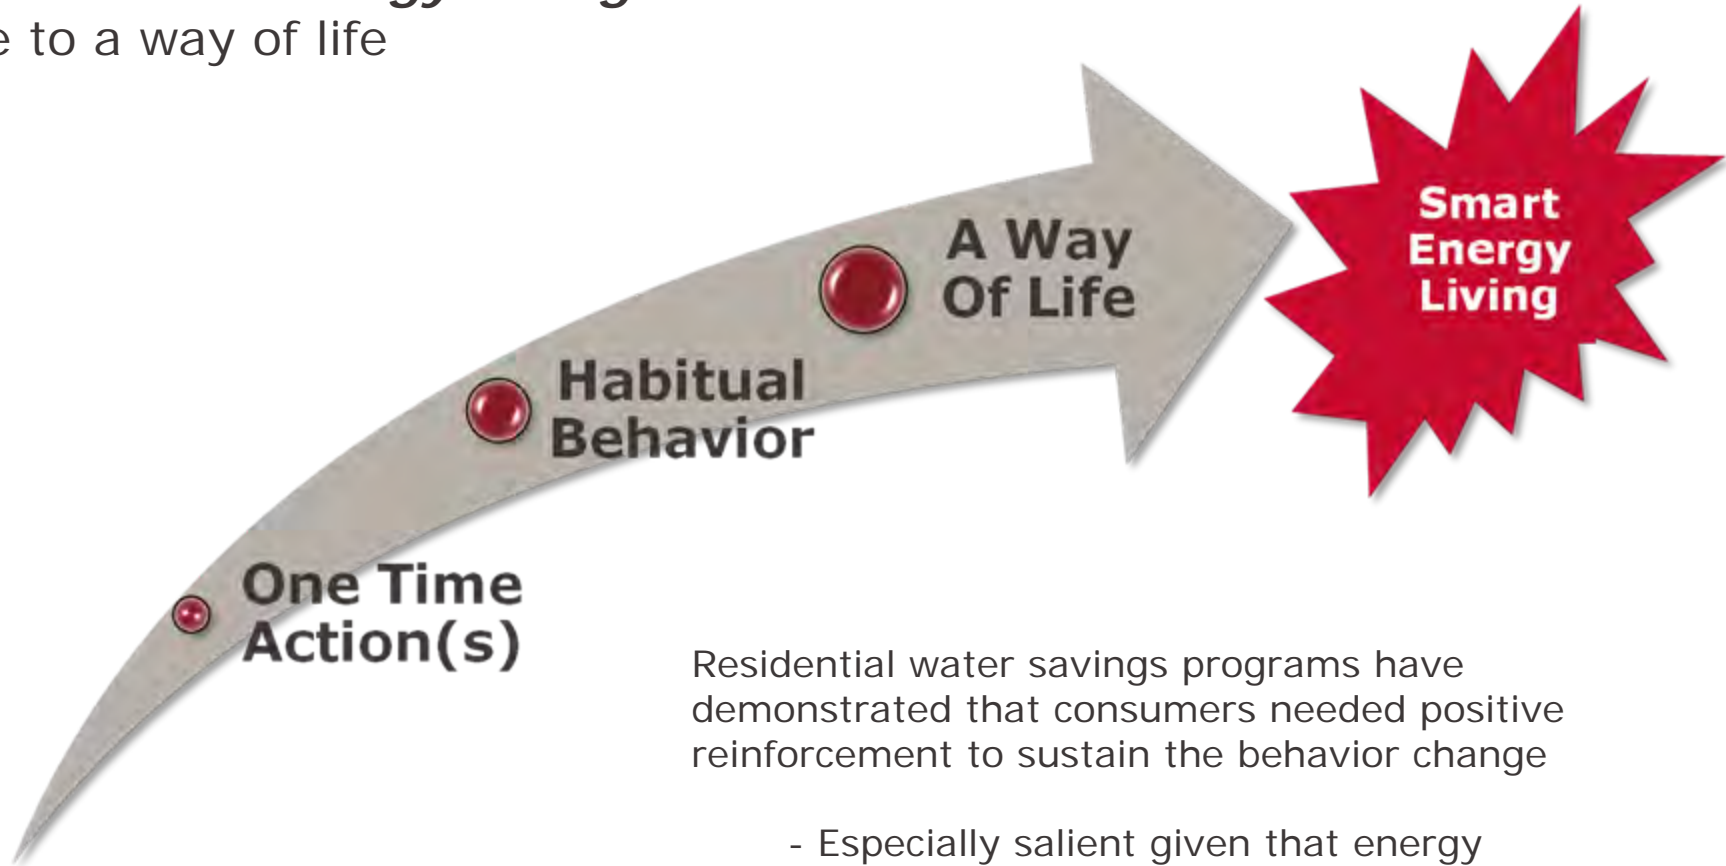 e to a way of life
Smart
Energy
Living
A Way
Of Life
Habitual
Behavior
One Time
Action(s)
Residential water savings programs have
demonstrated that consumers needed positive
reinforcement to sustain the behavior change
- Especially salient given that energy